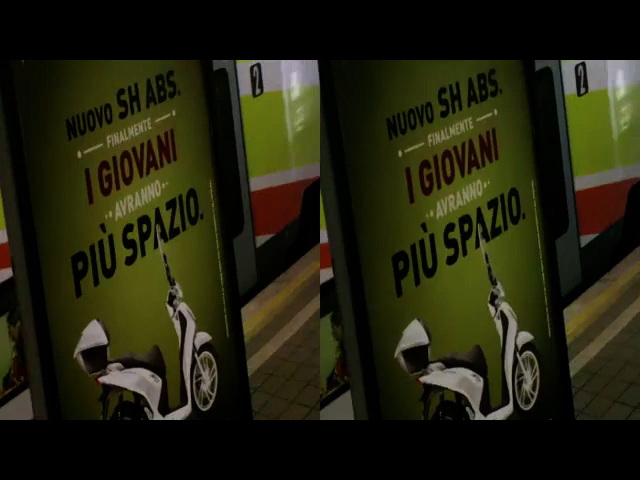 2
NUOVO SH ABS.
FINALMENTE
I GIOVANI
AVRANNO
PIÙ SPAZIO.
2
NUOVO SH ABS.
FINALMENTE
I GIOVANI
AVRANNO
PIÙ SPAZIO.